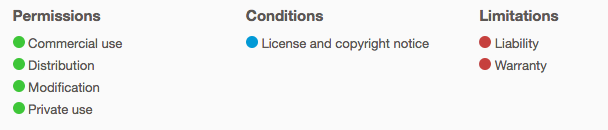 Permissions
Commercial use
Distribution
Modification
Private use
Conditions
License and copyright notice
Limitations
Liability
Warranty